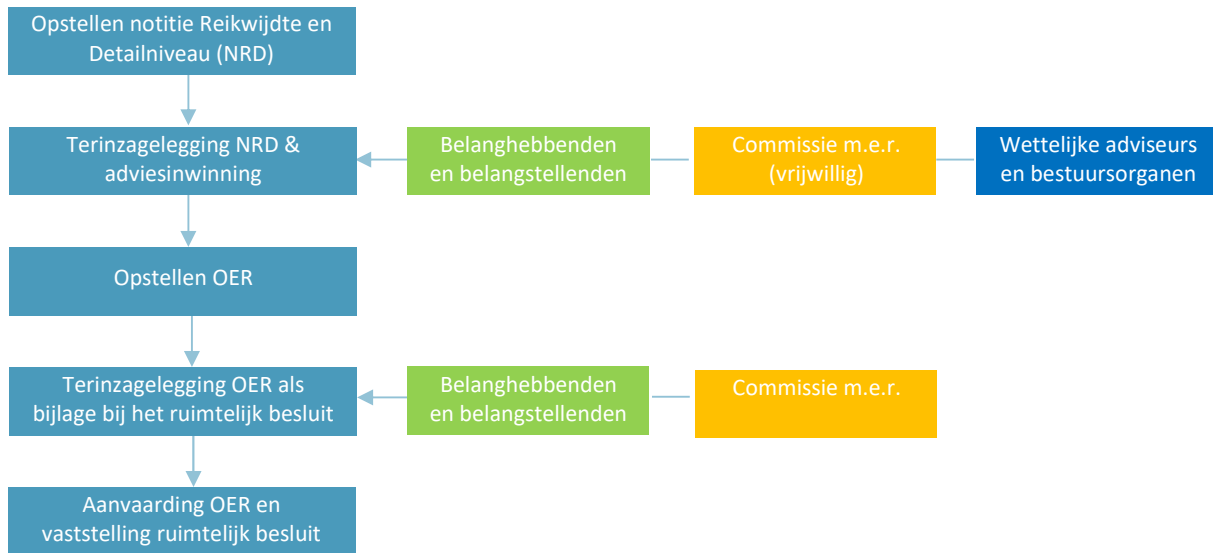 Opstellen notitie Reikwijdte en
Detailniveau (NRD)
Terinzagelegging NRD &
adviesinwinning
Belanghebbenden
en belangstellenden
Commissie m.e.r.
(vrijwillig)
Wettelijke adviseurs
en bestuursorganen
Opstellen OER
Terinzagelegging OER als
bijlage bij het ruimtelijk besluit
Belanghebbenden
en belangstellenden
Commissie m.e.r.
Aanvaarding OER en
vaststelling ruimtelijk besluit